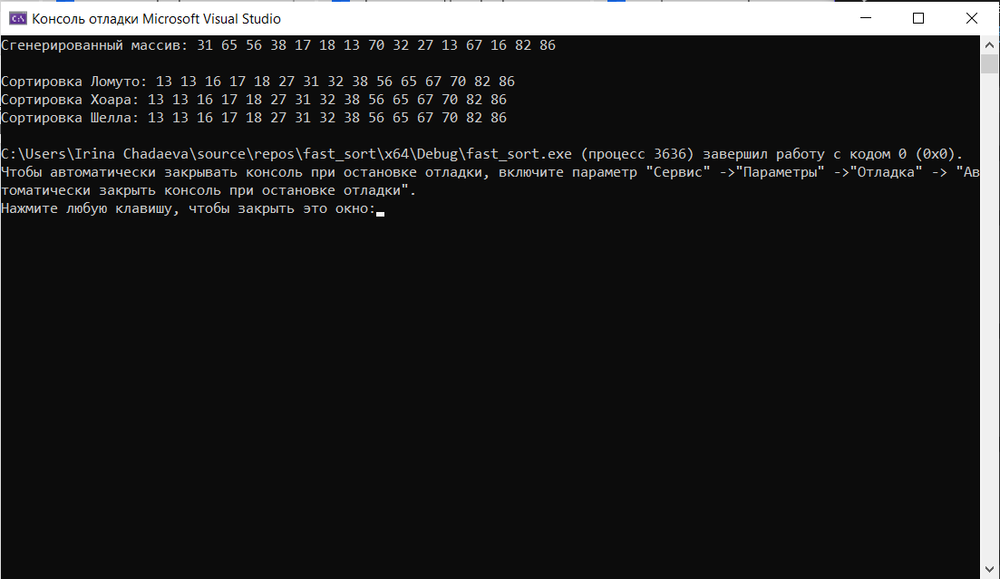 Консоль отладки Microsoft Visual Studio
Сгенерированный массив: 31 65 56 38 17 18 13 70 32 27 13 67 16 82 86
Сортировка Ломуто: 13 13 16 17 18 27 31 32 38 56 65 67 70 82 86
Сортировка Хоара: 13 13 16 17 18 27 31 32 38 56 65 67 70 82 86
Сортировка Шелла: 13 13 16 17 18 27 31 32 38 56 65 67 70 82 86
C:\Users\Irina Chadaeva\source\repos\fast_sort\x64\Debug\fast_sort.exe (процесс 3636) завершил работу с кодом 0 (0x0).
Чтобы автоматически закрывать консоль при остановке отладки, включите параметр "Сервис" ->"Параметры" ->"Отладка" -> "Ав
томатически закрыть консоль при остановке отладки".
Нажмите любую клавишу, чтобы закрыть это окно: